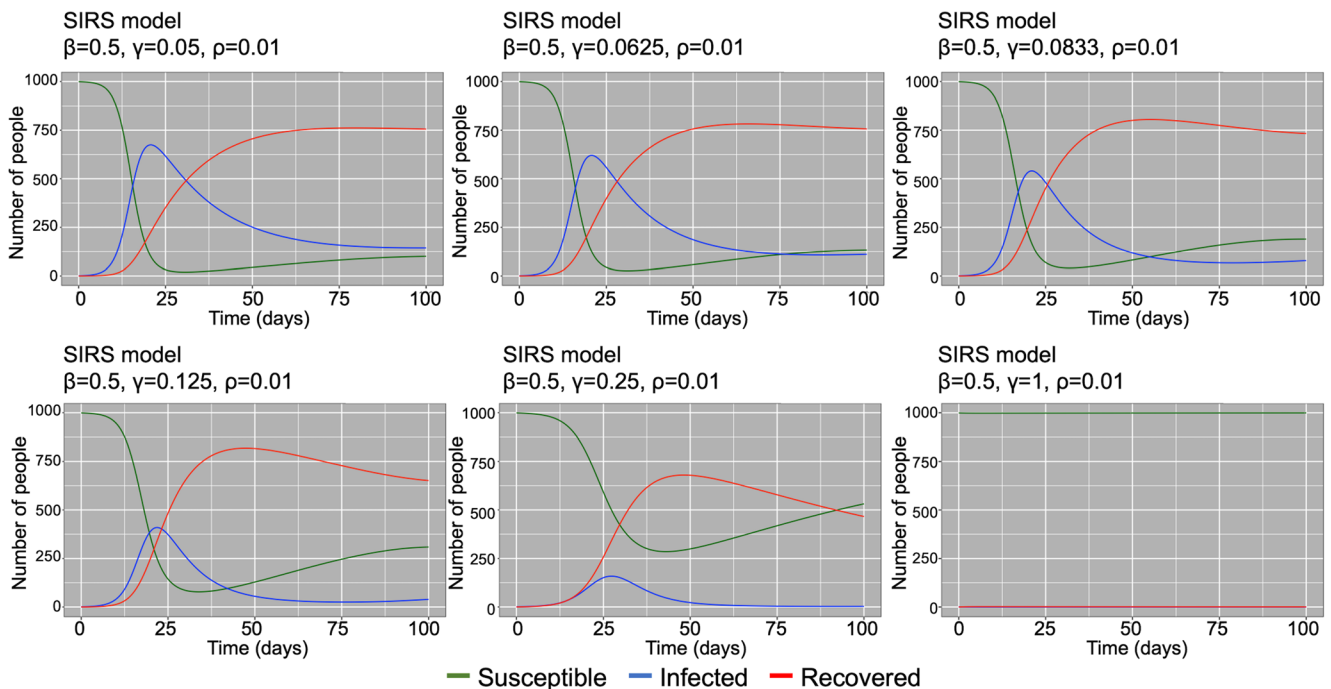 SIRS model
β=0.5, γ=0.05, ρ=0.01
Number of people
1000
750
500
250
0
0 25 50 75 100
Time (days)
SIRS model
β=0.5, γ=0.0625, ρ=0.01
Number of people
1000
750
500
250
0
0 25 50 75 100
Time (days)
SIRS model
β=0.5, γ=0.0833, ρ=0.01
Number of people
1000
750
500
250
0
0 25 50 75 100
Time (days)
SIRS model
β=0.5, γ=0.125, ρ=0.01
Number of people
1000
750
500
250
0
0 25 50 75 100
Time (days)
SIRS model
β=0.5, γ=0.25, ρ=0.01
Number of people
1000
750
500
250
0
0 25 50 75 100
Time (days)
SIRS model
β=0.5, γ=1, ρ=0.01
Number of people
1000
750
500
250
0
0 25 50 75 100
Time (days)
Susceptible Infected Recovered